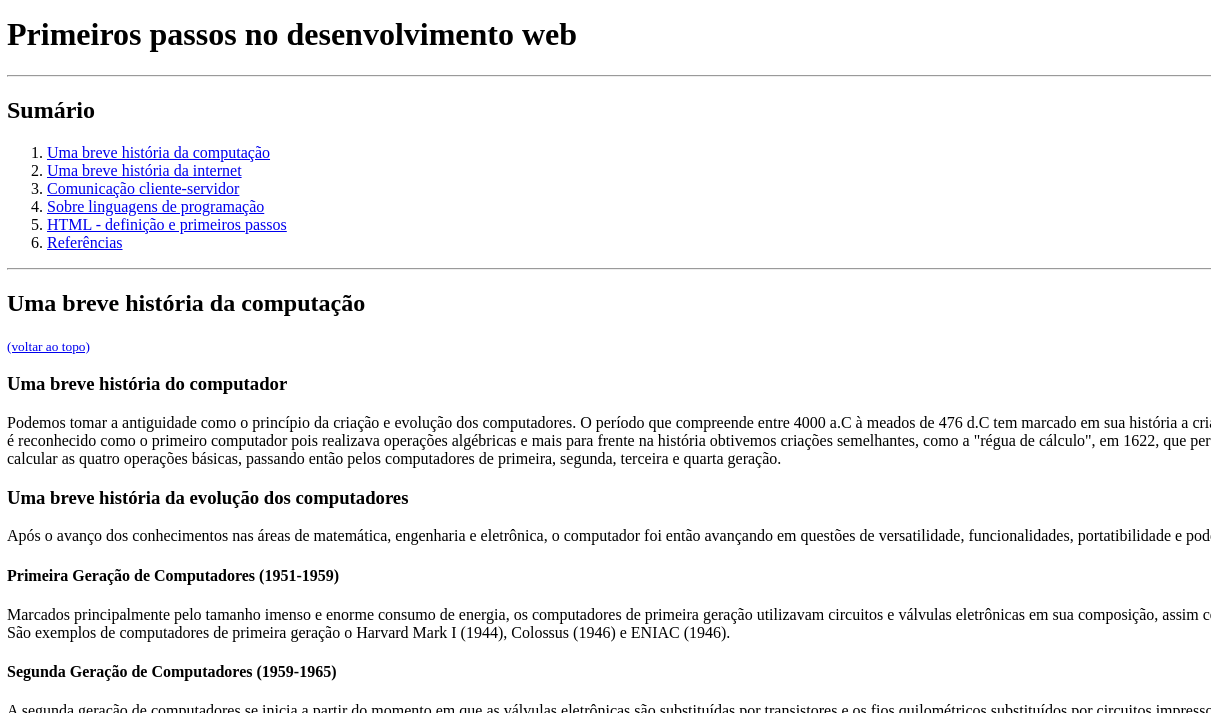 Primeiros passos no desenvolvimento web
Sumário
1. Uma breve história da computação
2. Uma breve história da internet
3. Comunicação cliente-servidor
4. Sobre linguagens de programação
5. HTML - definição e primeiros passos
6. Referências
Uma breve história da computação
(voltar ao topo)
Uma breve história do computador
Podemos tomar a antiguidade como o princípio da criação e evolução dos computadores. O período que compreende entre 4000 a.C à meados de 476 d.C tem marcado em sua história a
é reconhecido como o primeiro computador pois realizava operações algébricas e mais para frente na história obtivemos criações semelhantes, como a "régua de cálculo", em 1622, que
calcular as quatro operações básicas, passando então pelos computadores de primeira, segunda, terceira e quarta geração.
Uma breve história da evolução dos computadores
Após o avanço dos conhecimentos nas áreas de matemática, engenharia e eletrônica, o computador foi então avançando em questões de versatilidade, funcionalidades, portatibilidade e
Primeira Geração de Computadores (1951-1959)
Marcados principalmente pelo tamanho imenso e enorme consumo de energia, os computadores de primeira geração utilizavam circuitos e válvulas eletrônicas em sua composição, assim
São exemplos de computadores de primeira geração o Harvard Mark I (1944), Colossus (1946) e ENIAC (1946).
Segunda Geração de Computadores (1959-1965)
A segunda geração de computadores se inicia a partir do momento em que as válvulas eletrônicas são substituídas por transistores e os fios quilométricos substituídos por circuitos